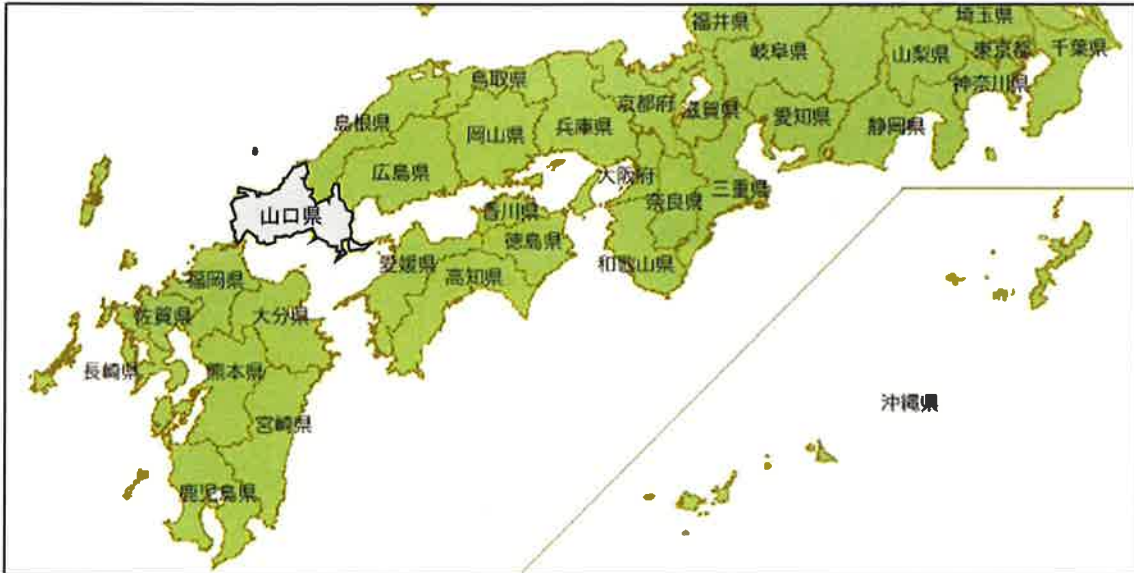 福井県
埼玉県
岐阜県
山梨県
東京都
千葉県
鳥取県
神奈川県
京都府
滋賀県
愛知県
静岡県
島根県
岡山県
兵庫県
広島県
大阪府
三重県
奈良県
山口県
香川県
徳島県
愛媛県
高知県
和歌山県
福岡県
佐賀県
大分県
長崎県
熊本県
沖縄県
宮崎県
鹿児島県